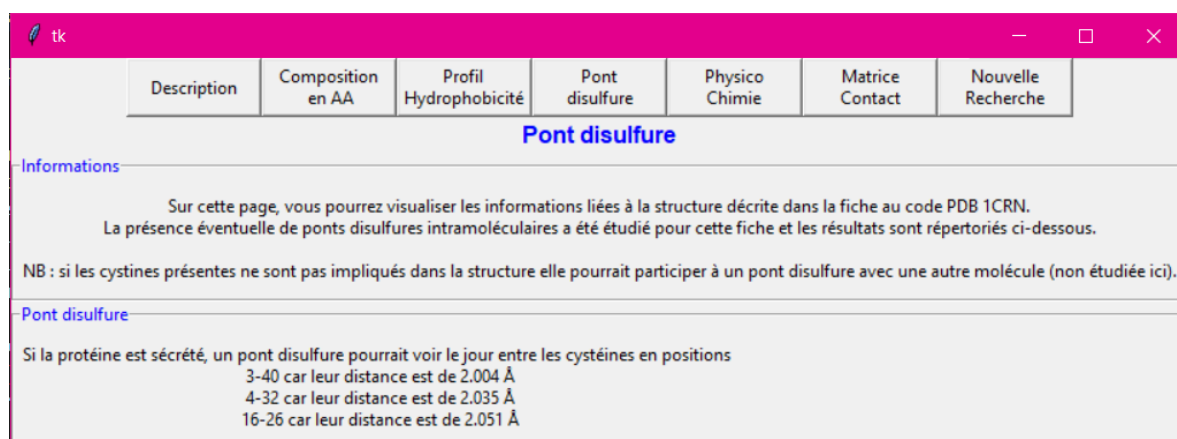 tk
Description
Composition
en AA
Profil
Hydrophobicité
Pont
disulfure
Physico
Chimie
Matrice
Contact
Nouvelle
Recherche
Pont disulfure
Informations
Sur cette page, vous pourrez visualiser les informations liées à la structure décrite dans la fiche au code PDB 1CRN.
La présence éventuelle de ponts disulfures intramoléculaires a été étudié pour cette fiche et les résultats sont répertoriés ci-dessous.
NB : si les cystines présentes ne sont pas impliqués dans la structure elle pourrait participer à un pont disulfure avec une autre molécule (non étudiée ici).
Pont disulfure
Si la protéine est sécrété, un pont disulfure pourrait voir le jour entre les cystéines en positions
3-40 car leur distance est de 2.004 Å
4-32 car leur distance est de 2.035 Å
16-26 car leur distance est de 2.051 Å